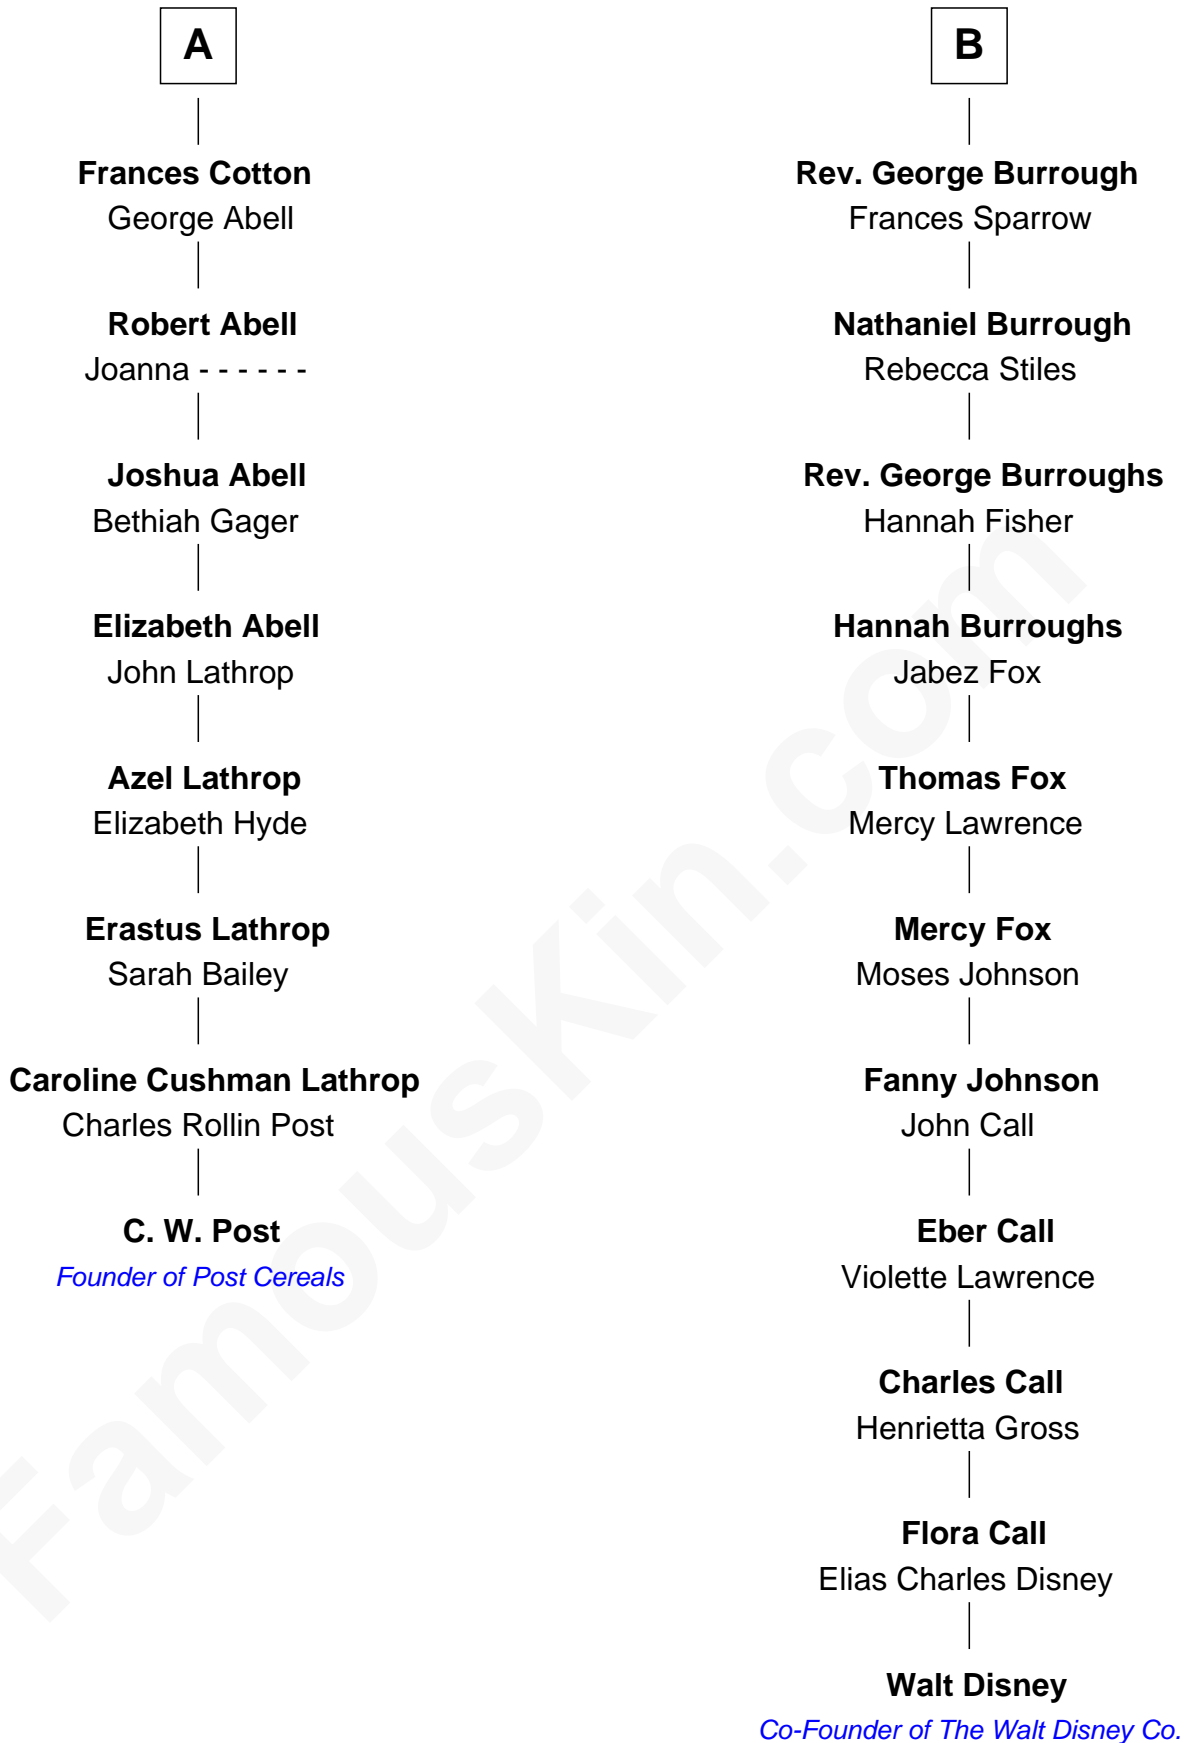 A
Frances Cotton
George Abell
Robert Abell
Joanna - - - - - -
Joshua Abell
Bethiah Gager
Elizabeth Abell
John Lathrop
Azel Lathrop
Elizabeth Hyde
Erastus Lathrop
Sarah Bailey
Caroline Cushman Lathrop
Charles Rollin Post
C. W. Post
Founder of Post Cereals
B
Rev. George Burrough
Frances Sparrow
Nathaniel Burrough
Rebecca Stiles
Rev. George Burroughs
Hannah Fisher
Hannah Burroughs
Jabez Fox
Thomas Fox
Mercy Lawrence
Mercy Fox
Moses Johnson
Fanny Johnson
John Call
Eber Call
Violette Lawrence
Charles Call
Henrietta Gross
Flora Call
Elias Charles Disney
Walt Disney
Co-Founder of The Walt Disney Co.
FamousKin.com